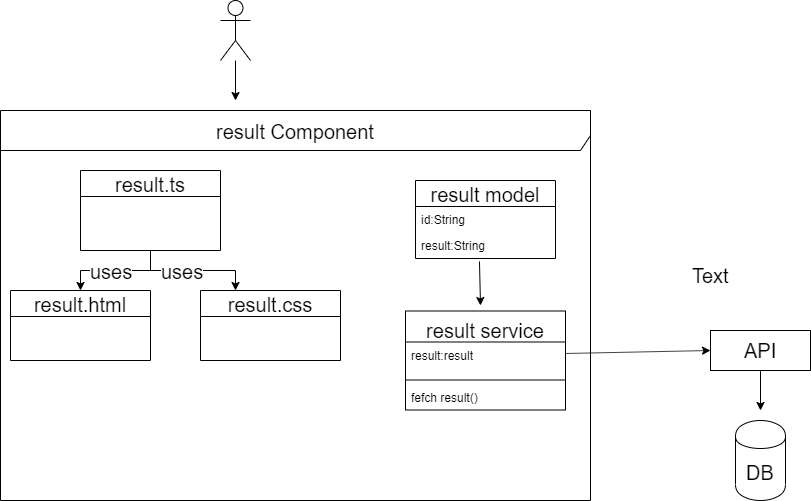 result Component
result.ts
result model
id:String
result:String
uses
uses
Text
result.html
result.css
result service
result:result
API
fefch result()
DB